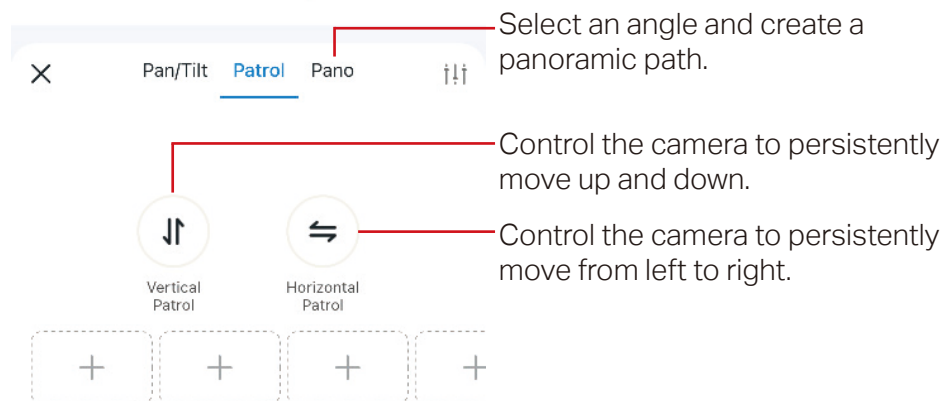 Select an angle and create a
panoramic path.
Pan/Tilt Patrol Pano
Control the camera to persistently
move up and down.
Control the camera to persistently
move from left to right.
Vertical
Patrol
Horizontal
Patrol